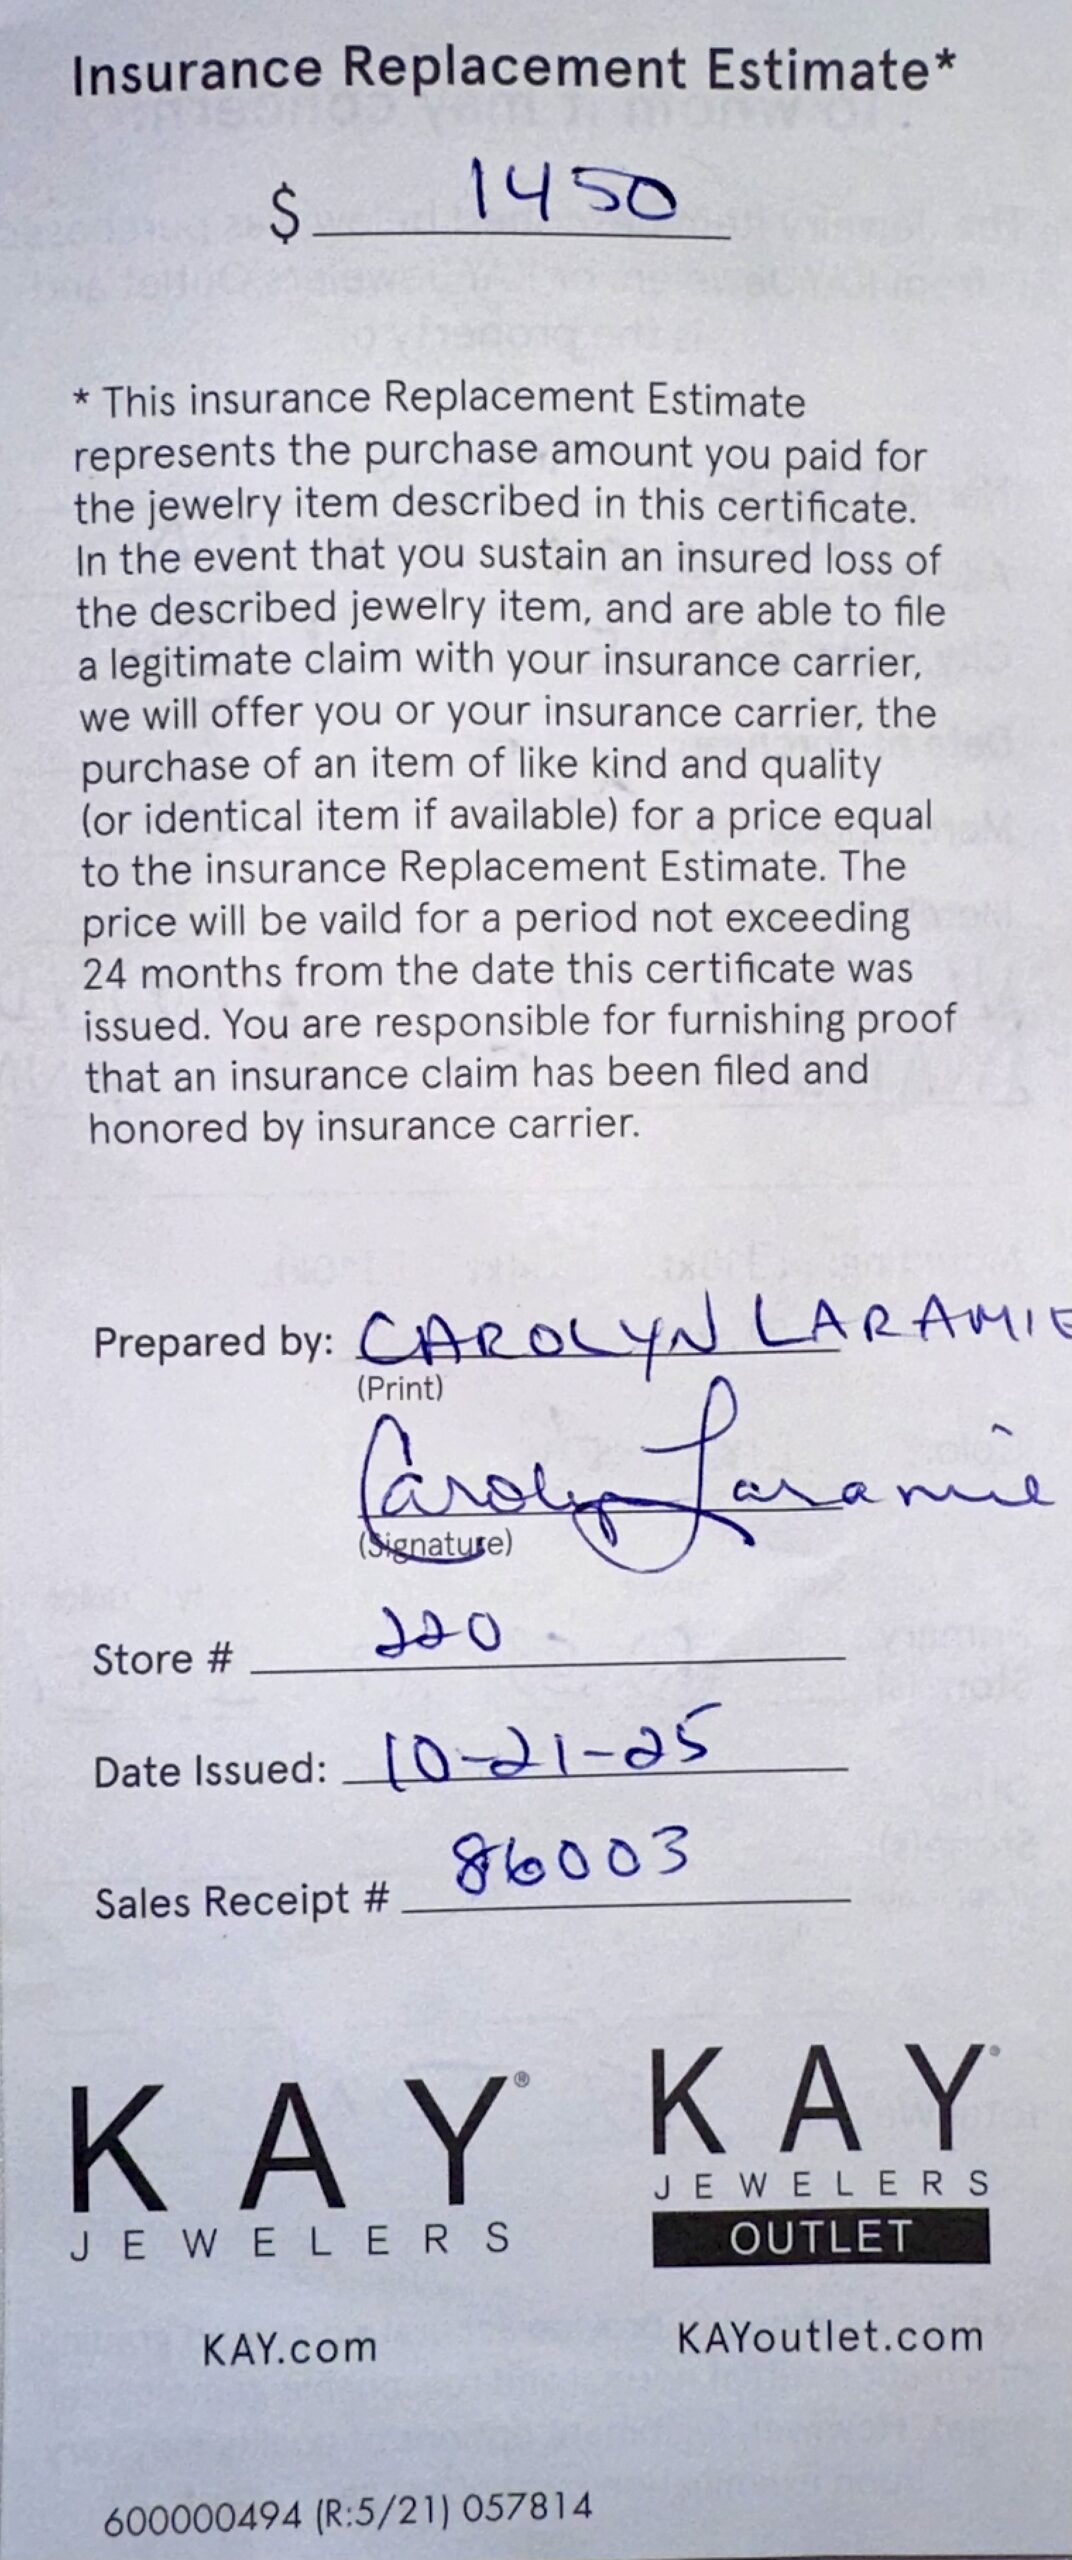 Insurance Replacement Estimate*
$ 1450
* This insurance Replacement Estimate
represents the purchase amount you paid for
the jewelry item described in this certificate.
In the event that you sustain an insured loss of
the described jewelry item, and are able to file
a legitimate claim with your insurance carrier,
we will offer you or your insurance carrier, the
purchase of an item of like kind and quality
(or identical item if available) for a price equal
to the insurance Replacement Estimate. The
price will be vaild for a period not exceeding
24 months from the date this certificate was
issued. You are responsible for furnishing proof
that an insurance claim has been filed and
honored by insurance carrier.
Prepared by: CAROLYN LARAMIE
(Print)
Carolyn Laramie
(Signature)
Store # 220
Date Issued: 10-21-25
Sales Receipt # 86003
KAY®
JEWELERS
KAY.com
KAY®
JEWELERS
OUTLET
KAYoutlet.com
600000494 (R:5/21) 057814